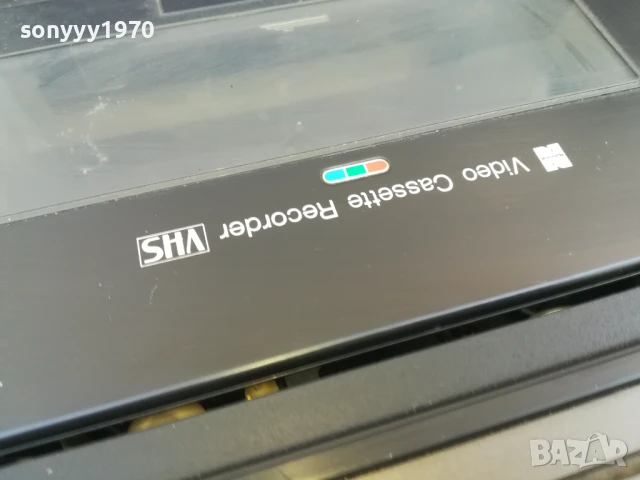 sonyyy1970
Video Cassette Recorder
VHS
BAZAR